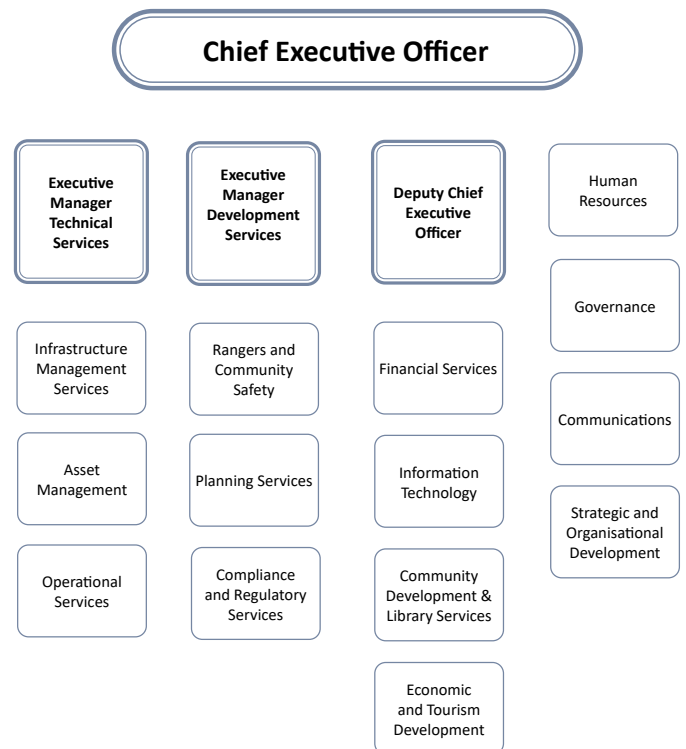 Chief Executive Officer
Executive
Manager
Technical
Services
Executive
Manager
Development
Services
Deputy Chief
Executive
Officer
Human
Resources
Governance
Communications
Strategic and
Organisational
Development
Infrastructure
Management
Services
Asset
Management
Operational
Services
Rangers and
Community
Safety
Planning Services
Compliance
and Regulatory
Services
Financial Services
Information
Technology
Community
Development &
Library Services
Economic
and Tourism
Development